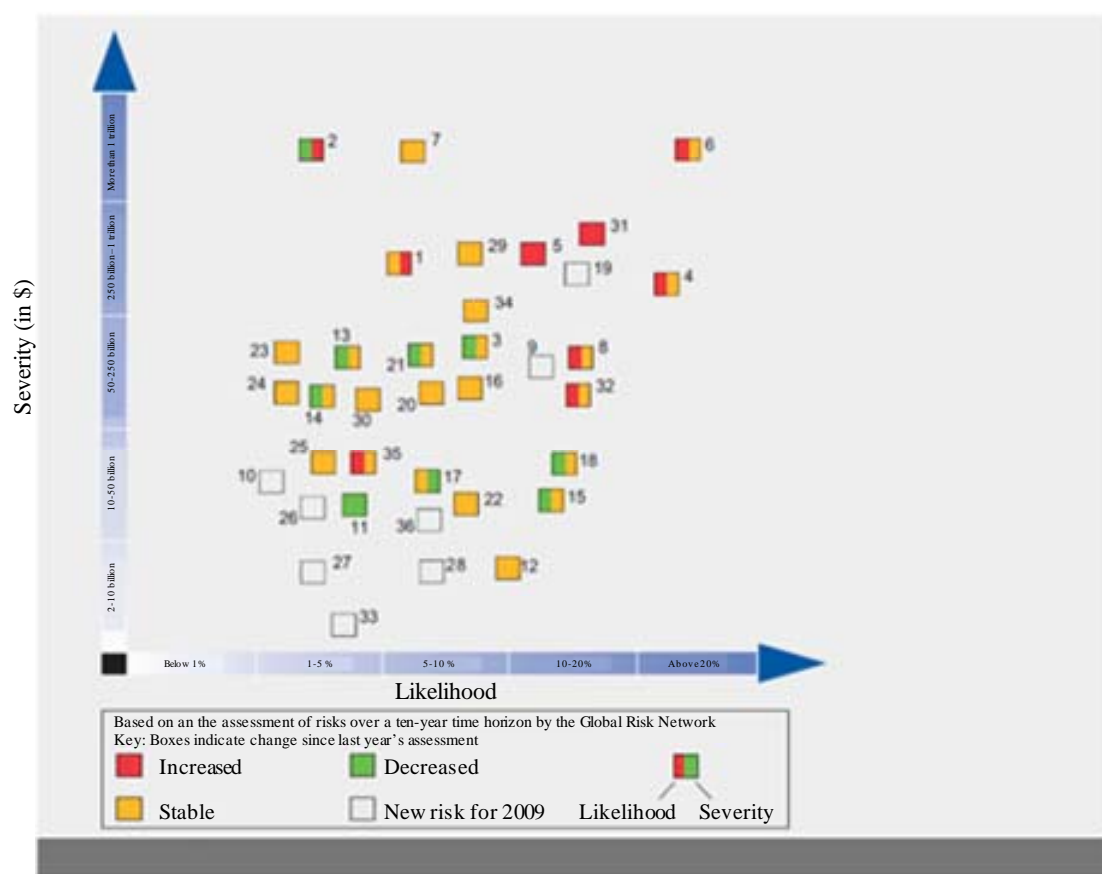 More than 1 trillion
250 billion–1 trillion
50-250 billion
10-50 billion
2-10 billion
Severity (in $)
2
7
6
31
1
29
5
19
4
34
23
13
21
3
9
8
24
14
30
20
16
32
25
35
10
17
18
26
11
36
22
15
27
28
12
33
Below 1%
1-5 %
5-10 %
10-20%
Above 20%
Likelihood
Based on an the assessment of risks over a ten-year time horizon by the Global Risk Network
Key: Boxes indicate change since last year's assessment
Increased
Decreased
Stable
New risk for 2009
Likelihood
Severity